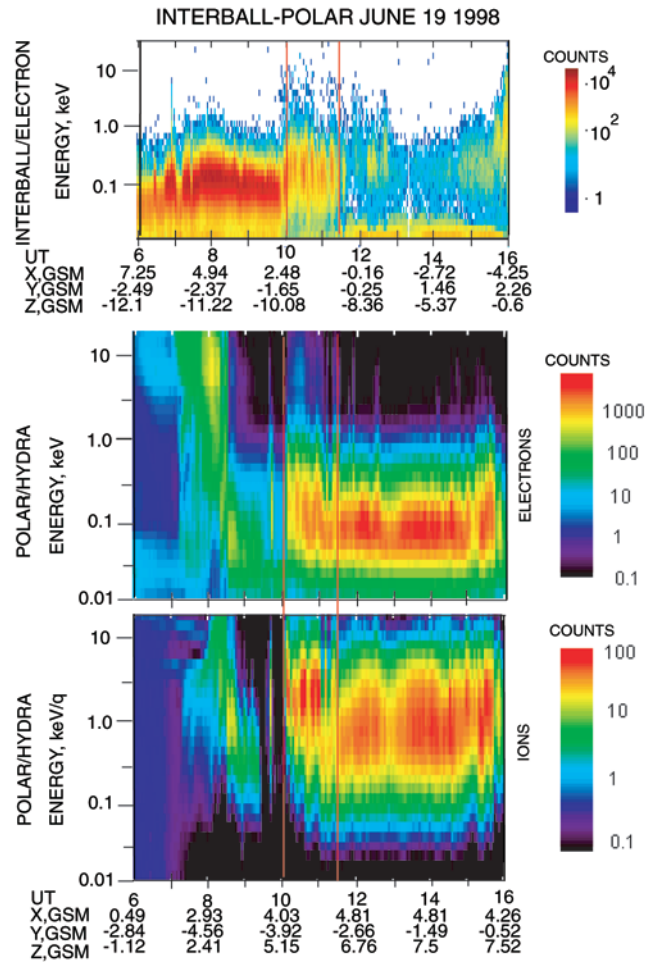 INTERBALL-POLAR JUNE 19 1998
INTERBALL/ELECTRON
ENERGY, keV
10
1.0
0.1
COUNTS
·10^4
·10^2
·1
UT 6 8 10 12 14 16
X,GSM 7.25 4.94 2.48 -0.16 -2.72 -4.25
Y,GSM -2.49 -2.37 -1.65 -0.25 1.46 2.26
Z,GSM -12.1 -11.22 -10.08 -8.36 -5.37 -0.6
POLAR/HYDRA
ENERGY, keV
10
1.0
0.1
0.01
ELECTRONS
COUNTS
1000
100
10
1
0.1
POLAR/HYDRA
ENERGY, keV/q
10
1.0
0.1
0.01
IONS
COUNTS
100
10
1
0.1
UT 6 8 10 12 14 16
X,GSM 0.49 2.93 4.03 4.81 4.81 4.26
Y,GSM -2.84 -4.56 -3.92 -2.66 -1.49 -0.52
Z,GSM -1.12 2.41 5.15 6.76 7.5 7.52